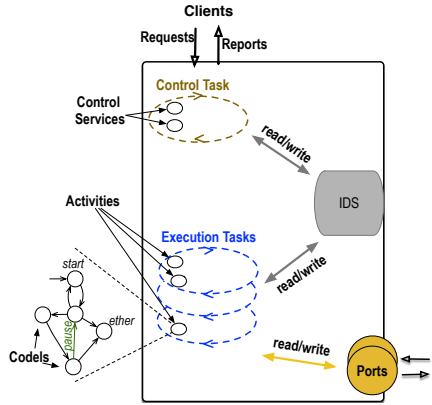 Clients
Requests
Reports
Control Task
Control
Services
read/write
IDS
Activities
Execution Tasks
read/write
start
ether
pause
Codels
read/write
Ports